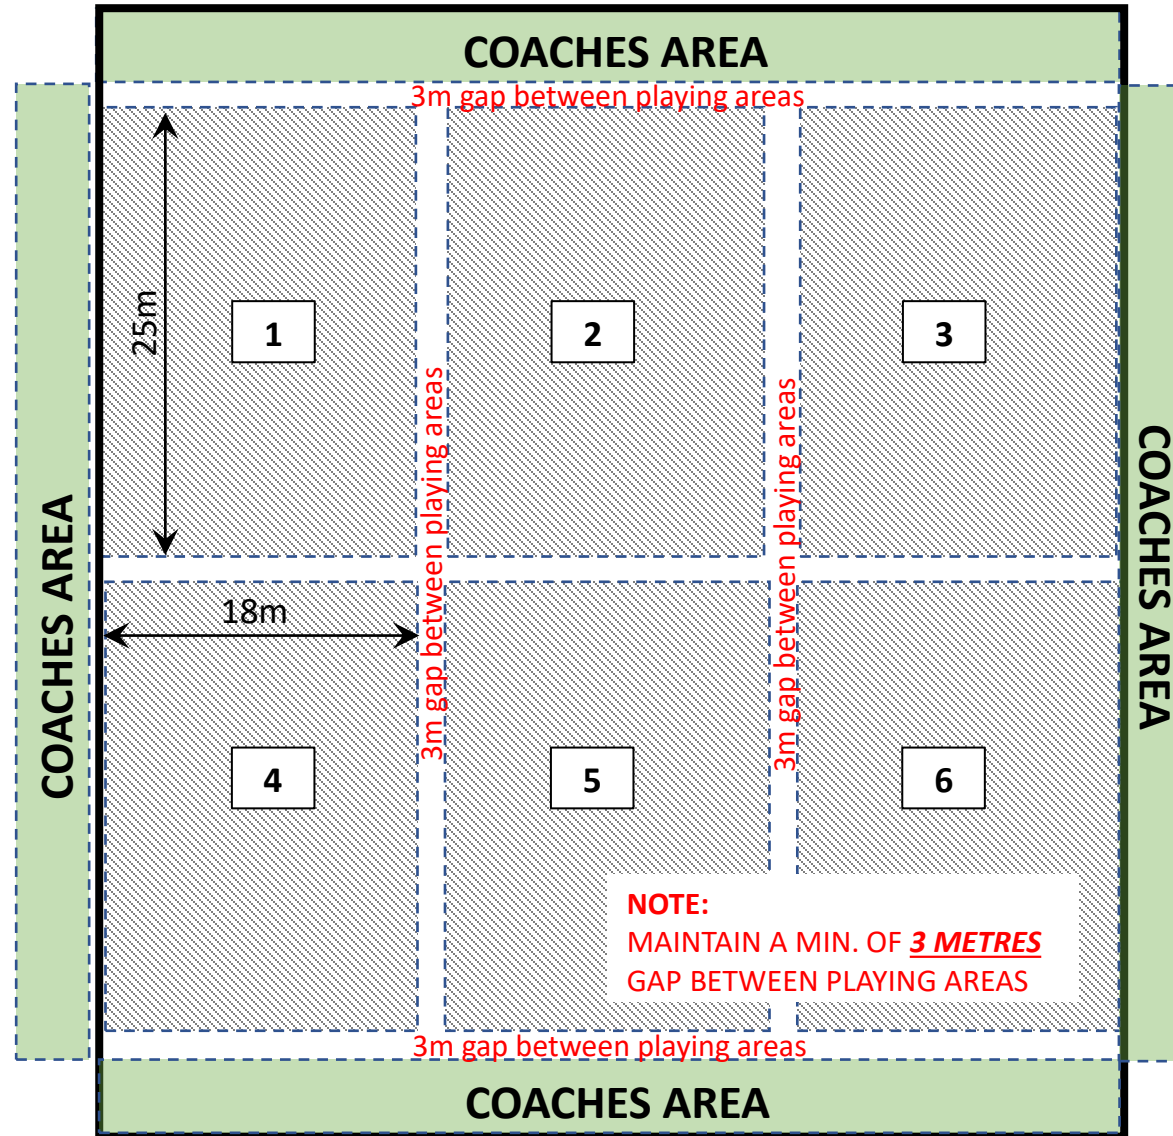 COACHES AREA
3m gap between playing areas
25m
1
2
3
3m gap between playing areas
3m gap between playing areas
COACHES AREA
COACHES AREA
18m
4
5
6
NOTE:
MAINTAIN A MIN. OF 3 METRES
GAP BETWEEN PLAYING AREAS
3m gap between playing areas
COACHES AREA